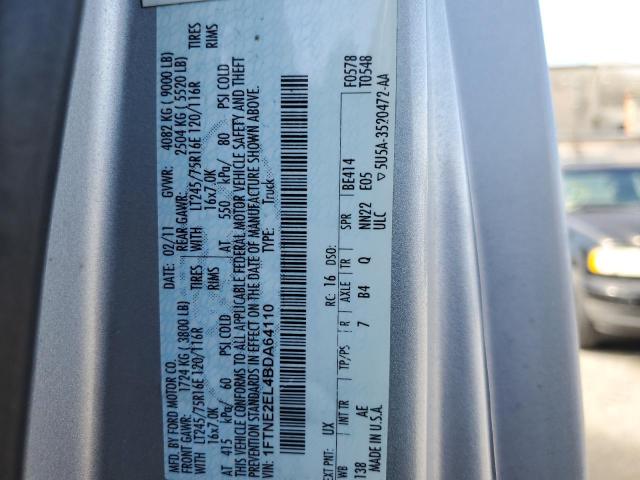 MFD. BY FORD MOTOR CO. DATE: 02/11 GVWR: 4082 KG ( 9000 LB)
FRONT GAWR: 1724 KG ( 3800 LB) REAR GAWR: 2504 KG ( 5520 LB)
WITH LT245/75R16E 120/116R TIRES WITH LT245/75R16E 120/116R TIRES
16x7.0K RIMS 16x7.0K RIMS
AT 415 kPa/ 60 PSI COLD AT 550 kPa/ 80 PSI COLD
THIS VEHICLE CONFORMS TO ALL APPLICABLE FEDERAL MOTOR VEHICLE SAFETY AND THEFT
PREVENTION STANDARDS IN EFFECT ON THE DATE OF MANUFACTURE SHOWN ABOVE.
VIN: 1FTNE2EL4BDA64110 TYPE: Truck
F0578
T0548
EXT PNT: UX RC: 16 DSO: BE414
WB INT TR TP/PS R AXLE TR SPR NN22 E05
138 AE 7 B4 Q ULC
MADE IN U.S.A. ▽ 5U5A-3520472-AA